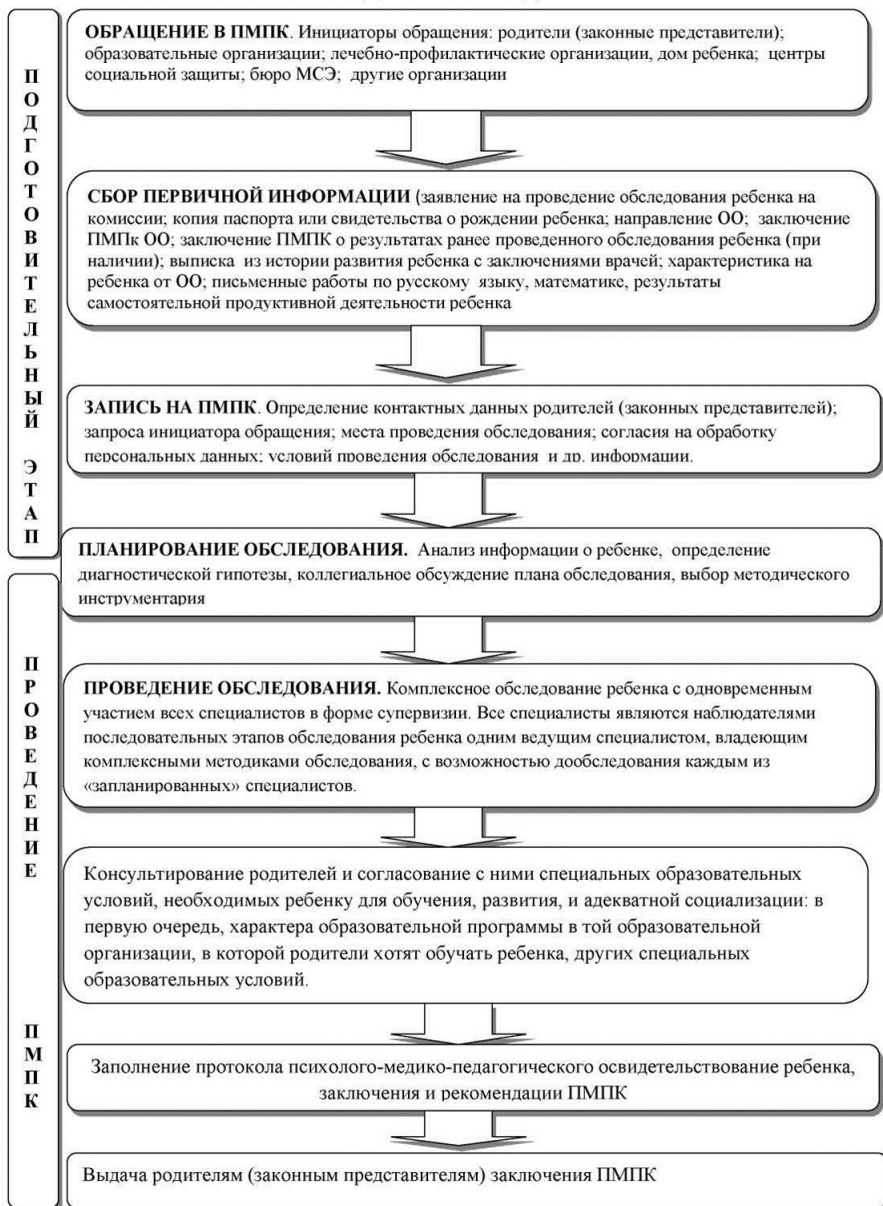 ПОДГОТОВИТЕЛЬНЫЙ ЭТАП
ОБРАЩЕНИЕ В ПМПК. Инициаторы обращения: родители (законные представители);
образовательные организации; лечебно-профилактические организации, дом ребенка; центры
социальной защиты; бюро МСЭ; другие организации
СБОР ПЕРВИЧНОЙ ИНФОРМАЦИИ (заявление на проведение обследования ребенка на
комиссии; копия паспорта или свидетельства о рождении ребенка; направление ОО; заключение
ПМПк ОО; заключение ПМПК о результатах ранее проведенного обследования ребенка (при
наличии); выписка из истории развития ребенка с заключениями врачей; характеристика на
ребенка от ОО; письменные работы по русскому языку, математике, результаты
самостоятельной продуктивной деятельности ребенка
ЗАПИСЬ НА ПМПК. Определение контактных данных родителей (законных представителей);
запроса инициатора обращения; места проведения обследования; согласия на обработку
персональных данных; условий проведения обследования и др. информации.
ПЛАНИРОВАНИЕ ОБСЛЕДОВАНИЯ. Анализ информации о ребенке, определение
диагностической гипотезы, коллегиальное обсуждение плана обследования, выбор методического
инструментария
ПРОВЕДЕНИЕ ПМПК
ПРОВЕДЕНИЕ ОБСЛЕДОВАНИЯ. Комплексное обследование ребенка с одновременным
участием всех специалистов в форме супервизии. Все специалисты являются наблюдателями
последовательных этапов обследования ребенка одним ведущим специалистом, владеющим
комплексными методиками обследования, с возможностью дообследования каждым из
«запланированных» специалистов.
Консультирование родителей и согласование с ними специальных образовательных
условий, необходимых ребенку для обучения, развития, и адекватной социализации: в
первую очередь, характера образовательной программы в той образовательной
организации, в которой родители хотят обучать ребенка, других специальных
образовательных условий.
Заполнение протокола психолого-медико-педагогического освидетельствование ребенка,
заключения и рекомендации ПМПК
Выдача родителям (законным представителям) заключения ПМПК